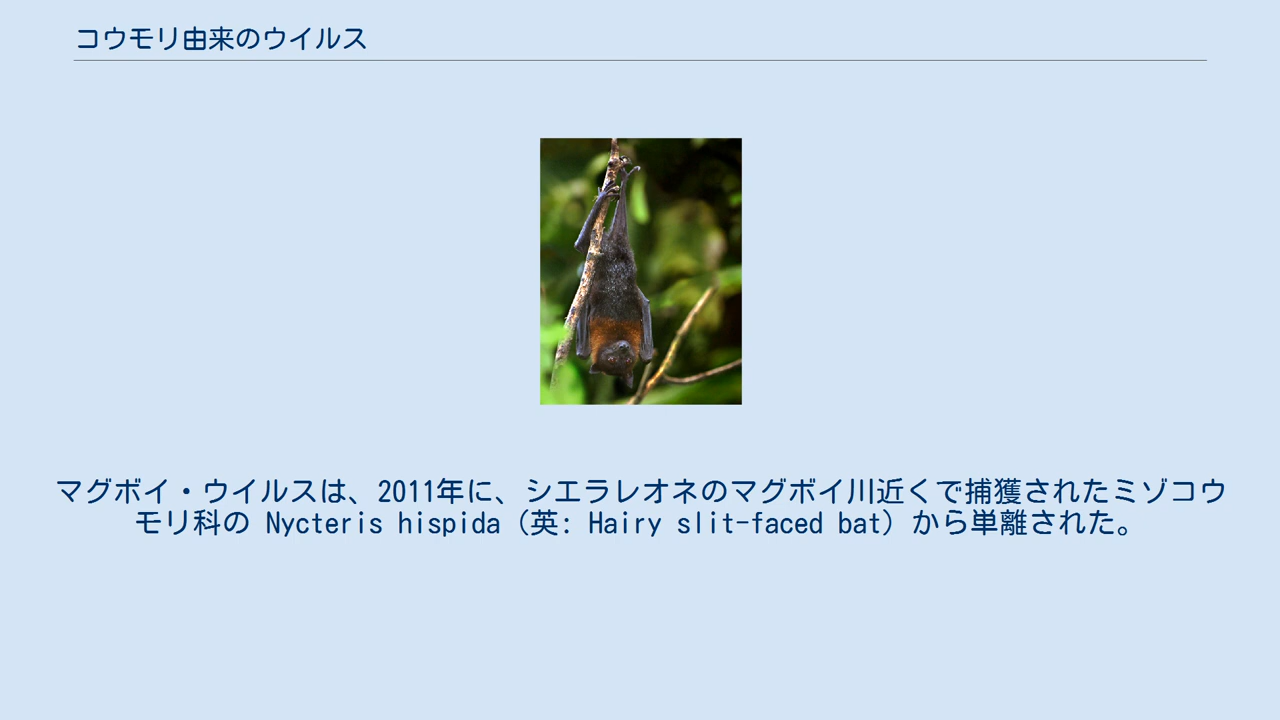 コウモリ由来のウイルス
マグボイ・ウイルスは、2011年に、シエラレオネのマグボイ川近くで捕獲されたミゾコウ
モリ科の Nycteris hispida（英: Hairy slit-faced bat）から単離された。